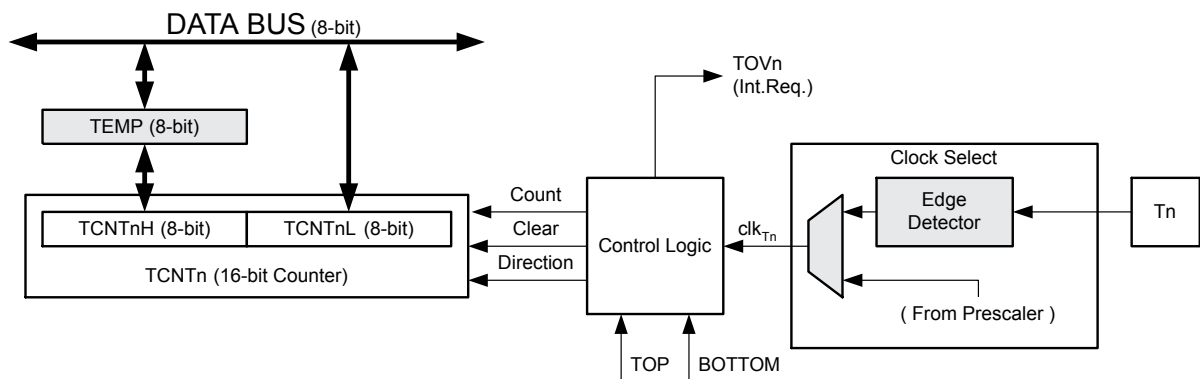 DATA BUS (8-bit)
TOVn
(Int.Req.)
TEMP (8-bit)
Clock Select
Count
Edge
Detector
Tn
TCNTnH (8-bit)
TCNTnL (8-bit)
Clear
Control Logic
clkTn
TCNTn (16-bit Counter)
Direction
( From Prescaler )
TOP
BOTTOM